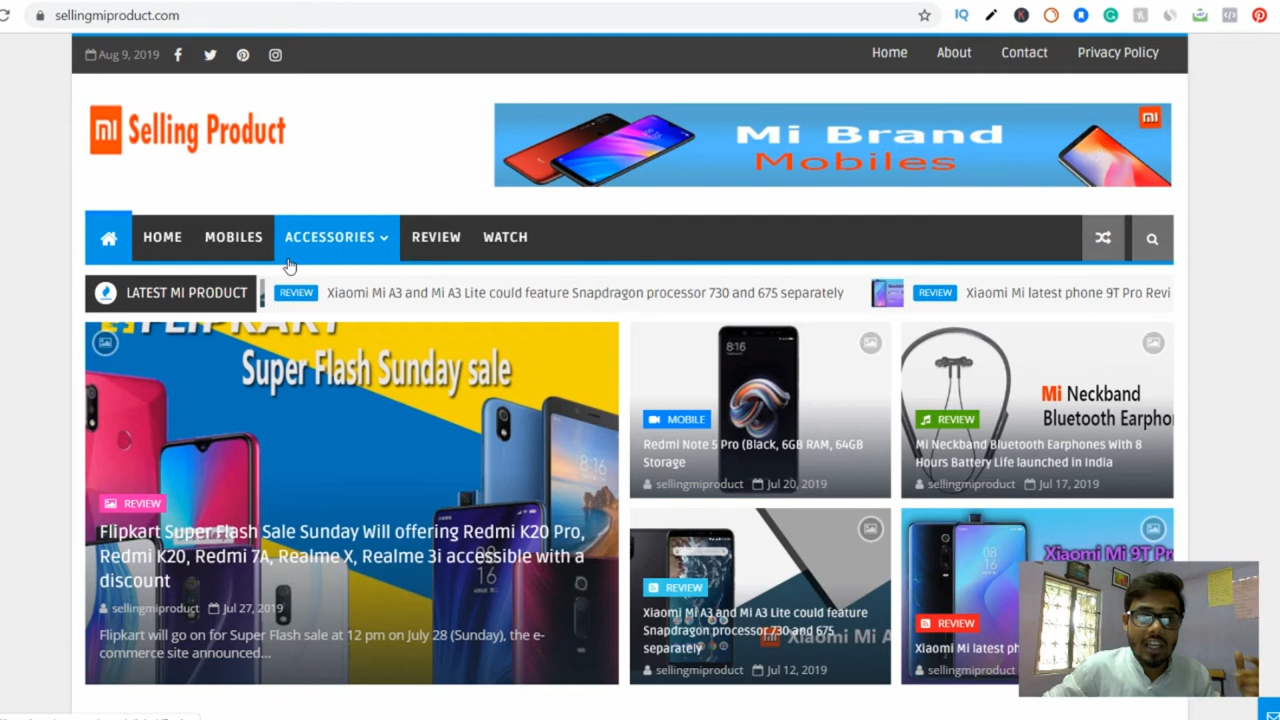 sellingmiproduct.com
IQ
Aug 9, 2019
Home About Contact Privacy Policy
mi Selling Product
Mi Brand
Mobiles
HOME MOBILES ACCESSORIES REVIEW WATCH
LATEST MI PRODUCT
REVIEW Xiaomi Mi A3 and Mi A3 Lite could feature Snapdragon processor 730 and 675 separately
REVIEW Xiaomi Mi latest phone 9T Pro Revi
Super Flash Sunday sale
REVIEW
Flipkart Super Flash Sale Sunday Will offering Redmi K20 Pro,
Redmi K20, Redmi 7A, Realme X, Realme 3i accessible with a
discount
sellingmiproduct Jul 27, 2019
Flipkart will go on for Super Flash sale at 12 pm on July 28 (Sunday), the e-
commerce site announced...
8:16
MOBILE
Redmi Note 5 Pro (Black, 6GB RAM, 64GB
Storage
sellingmiproduct Jul 20, 2019
Mi Neckband
Bluetooth Earpho
REVIEW
Mi Neckband Bluetooth Earphones With 8
Hours Battery Life launched in India
sellingmiproduct Jul 17, 2019
REVIEW
Xiaomi Mi A3 and Mi A3 Lite could feature
Snapdragon processor 730 and 675
separately
Xiaomi Mi A
sellingmiproduct Jul 12, 2019
Xiaomi Mi 9T Pr
REVIEW
Xiaomi Mi latest ph
sellingmiproduct